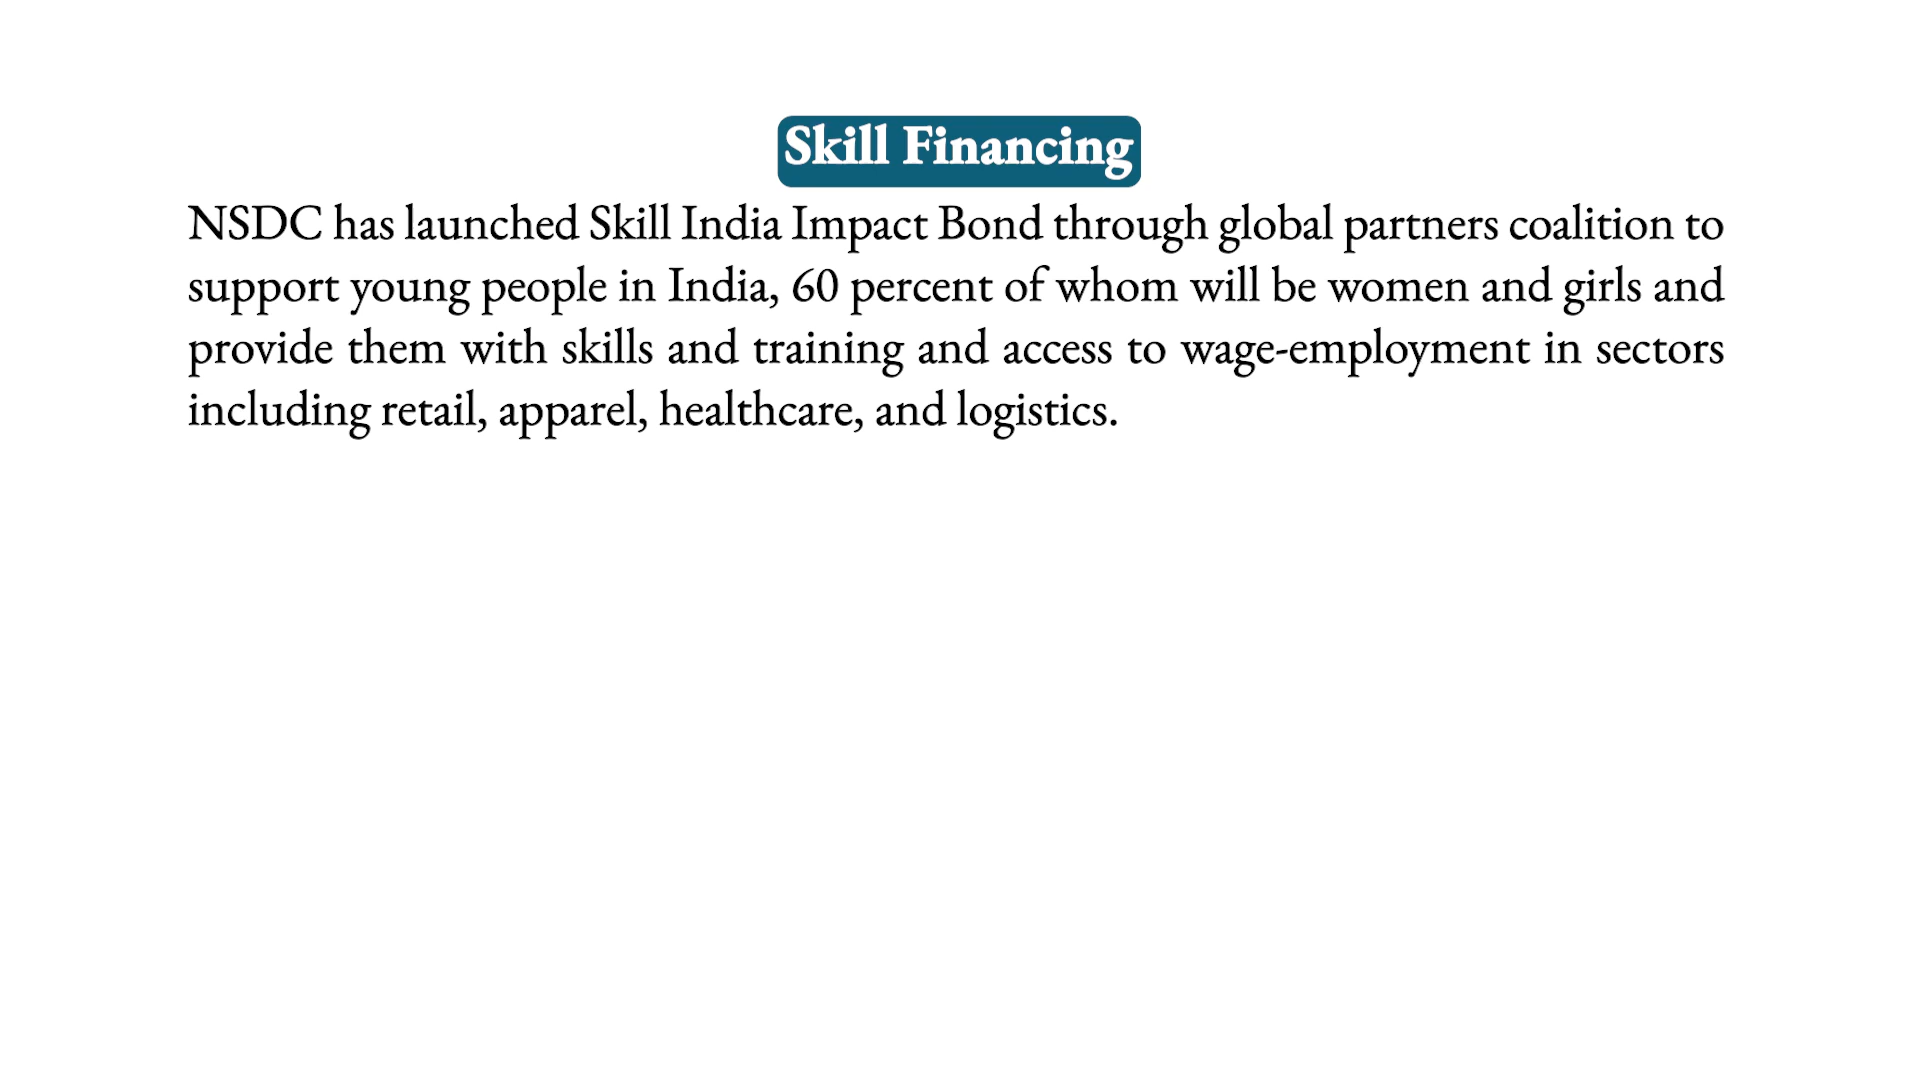 Skill Financing
NSDC has launched Skill India Impact Bond through global partners coalition to
support young people in India, 60 percent of whom will be women and girls and
provide them with skills and training and access to wage-employment in sectors
including retail, apparel, healthcare, and logistics.